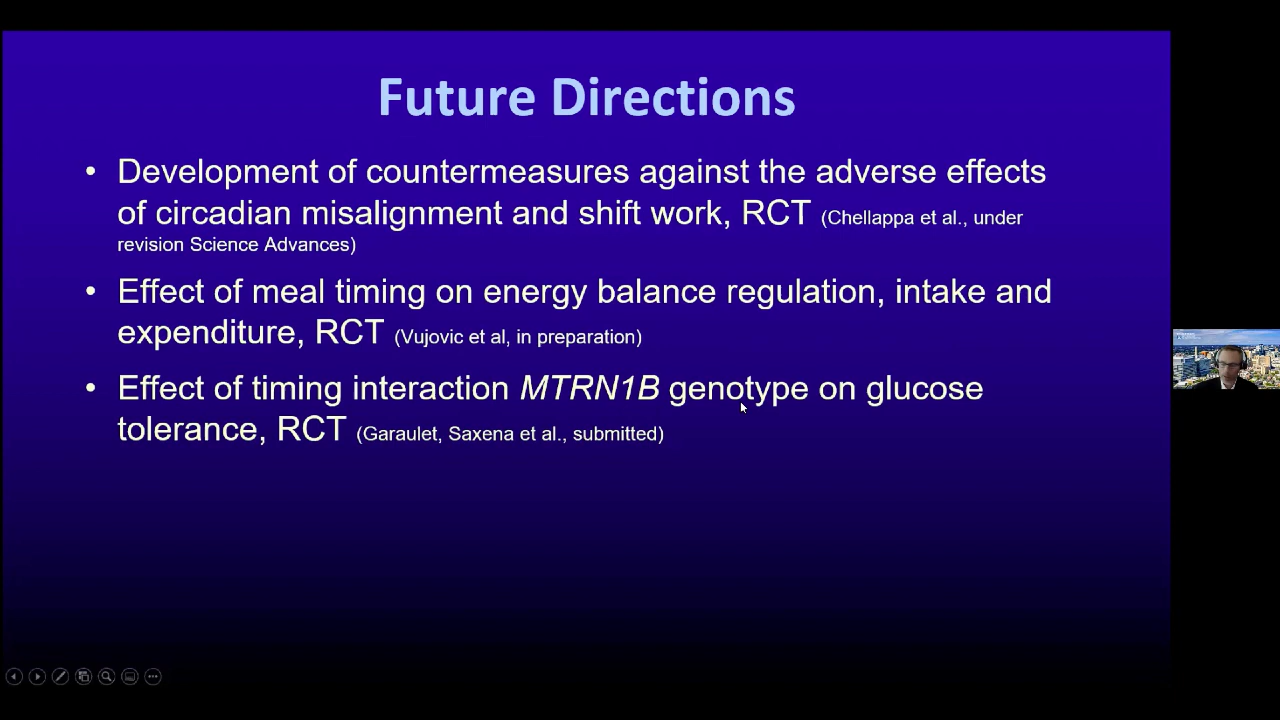 Future Directions
• Development of countermeasures against the adverse effects
of circadian misalignment and shift work, RCT (Chellappa et al., under
revision Science Advances)
• Effect of meal timing on energy balance regulation, intake and
expenditure, RCT (Vujovic et al, in preparation)
• Effect of timing interaction MTRN1B genotype on glucose
tolerance, RCT (Garaulet, Saxena et al., submitted)